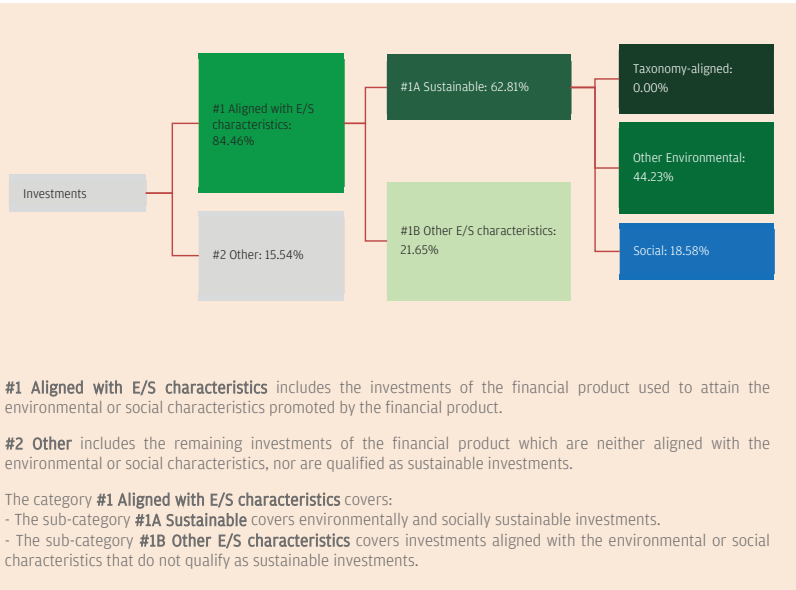 Investments
#1 Aligned with E/S
characteristics:
84.46%
#2 Other: 15.54%
#1A Sustainable: 62.81%
#1B Other E/S characteristics:
21.65%
Taxonomy-aligned:
0.00%
Other Environmental:
44.23%
Social: 18.58%
#1 Aligned with E/S characteristics includes the investments of the financial product used to attain the
environmental or social characteristics promoted by the financial product.
#2 Other includes the remaining investments of the financial product which are neither aligned with the
environmental or social characteristics, nor are qualified as sustainable investments.
The category #1 Aligned with E/S characteristics covers:
- The sub-category #1A Sustainable covers environmentally and socially sustainable investments.
- The sub-category #1B Other E/S characteristics covers investments aligned with the environmental or social
characteristics that do not qualify as sustainable investments.